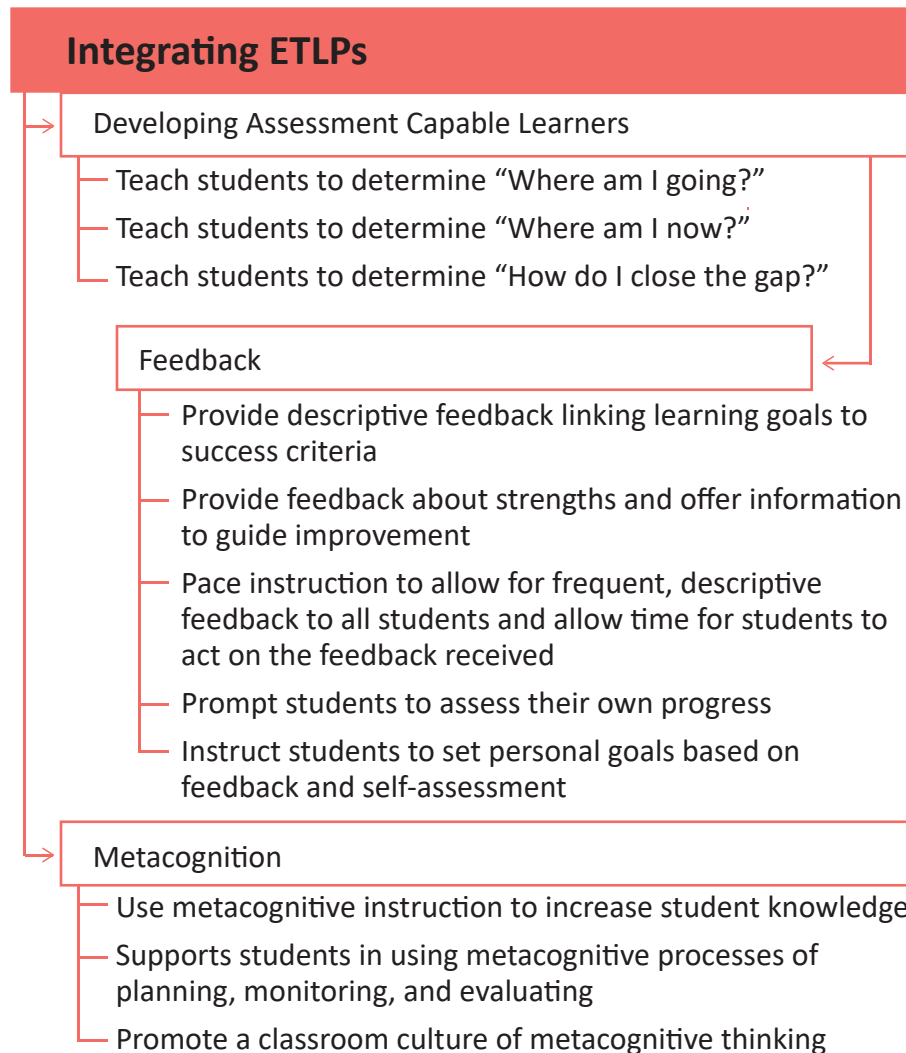 Integrating ETLPs
Developing Assessment Capable Learners
Teach students to determine “Where am I going?”
Teach students to determine “Where am I now?”
Teach students to determine “How do I close the gap?”
Feedback
Provide descriptive feedback linking learning goals to
success criteria
Provide feedback about strengths and offer information
to guide improvement
Pace instruction to allow for frequent, descriptive
feedback to all students and allow time for students to
act on the feedback received
Prompt students to assess their own progress
Instruct students to set personal goals based on
feedback and self-assessment
Metacognition
Use metacognitive instruction to increase student knowledge
Supports students in using metacognitive processes of
planning, monitoring, and evaluating
Promote a classroom culture of metacognitive thinking